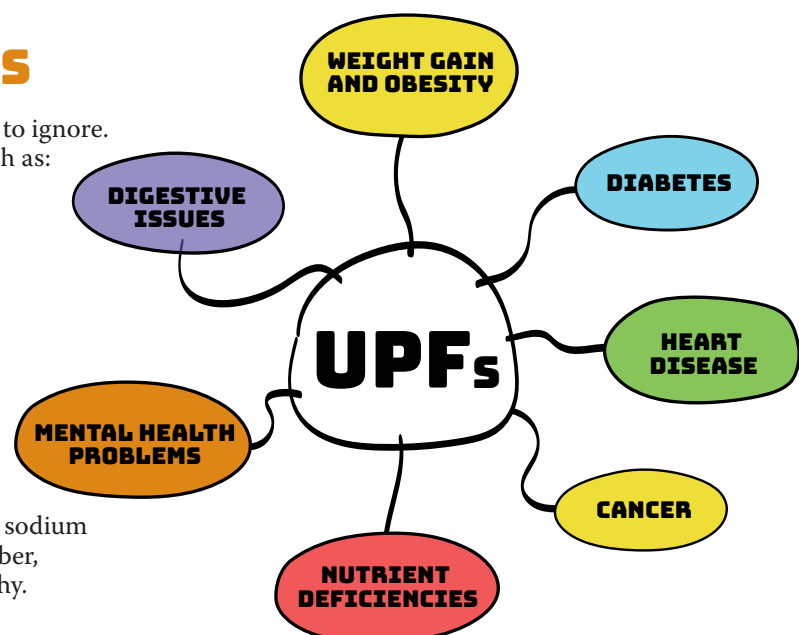 S
to ignore.
h as:
WEIGHT GAIN
AND OBESITY
DIGESTIVE
ISSUES
DIABETES
UPFs
HEART
DISEASE
MENTAL HEALTH
PROBLEMS
CANCER
sodium
ber,
hy.
NUTRIENT
DEFICIENCIES